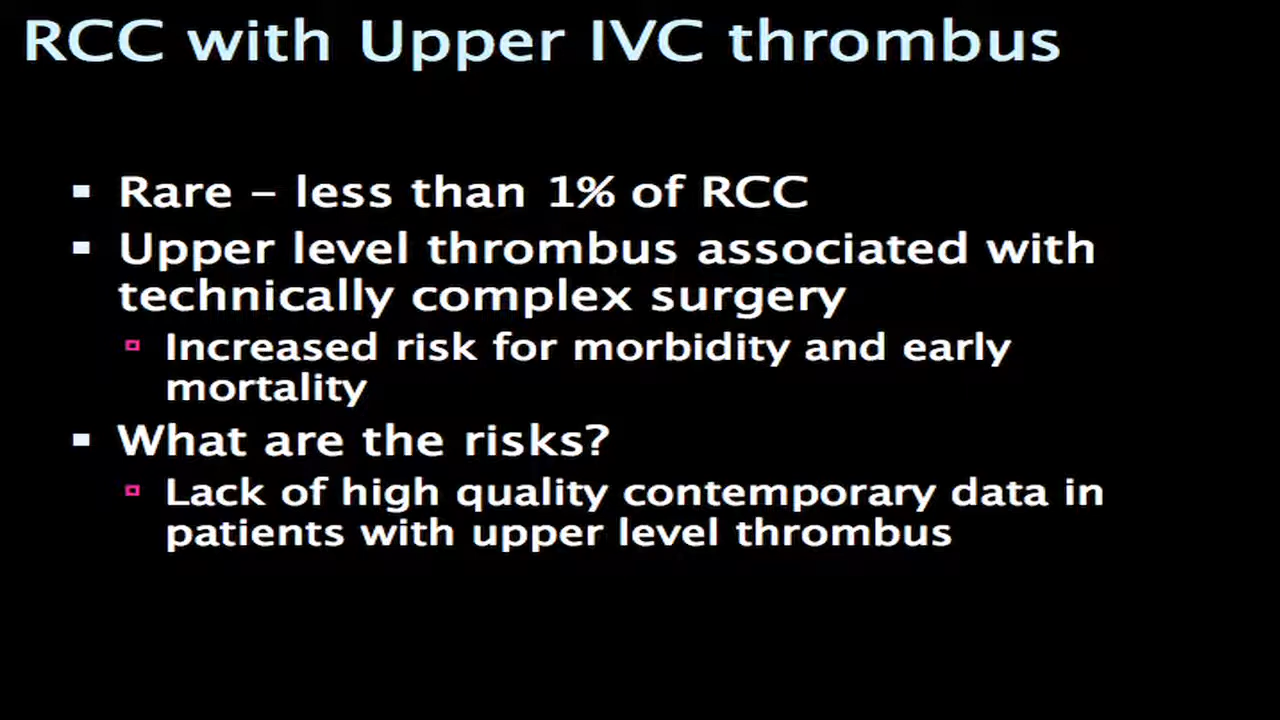 RCC with Upper IVC thrombus
▪ Rare – less than 1% of RCC
▪ Upper level thrombus associated with
technically complex surgery
▫ Increased risk for morbidity and early
mortality
▪ What are the risks?
▫ Lack of high quality contemporary data in
patients with upper level thrombus